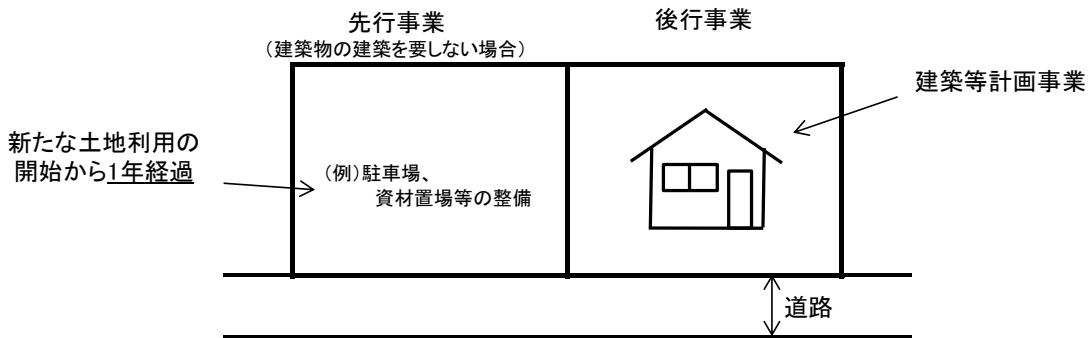 先行事業
（建築物の建築を要しない場合）
後行事業
建築等計画事業
新たな土地利用の
開始から1年経過
（例）駐車場、
資材置場等の整備
道路